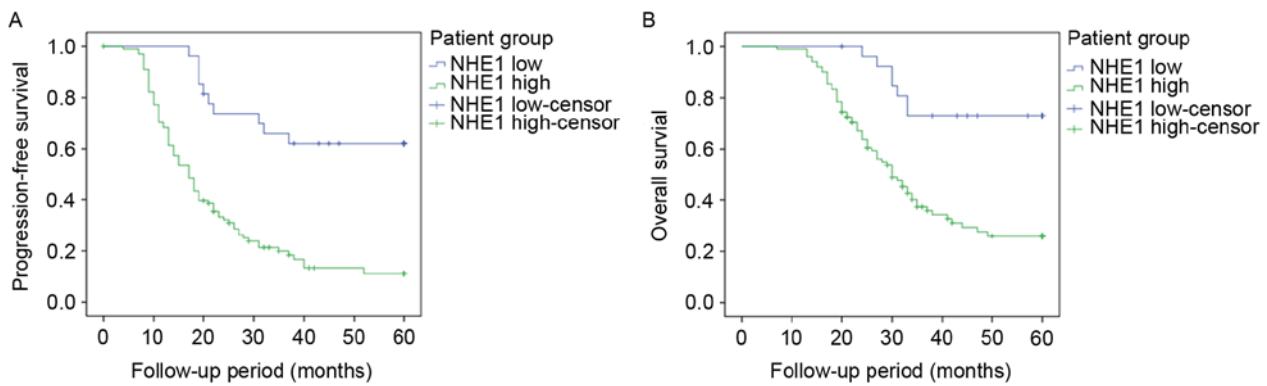 A
Progression-free survival
1.0
0.8
0.6
0.4
0.2
0.0
0 10 20 30 40 50 60
Follow-up period (months)
Patient group
NHE1 low
NHE1 high
NHE1 low-censor
NHE1 high-censor
B
Overall survial
1.0
0.8
0.6
0.4
0.2
0.0
0 10 20 30 40 50 60
Follow-up period (months)
Patient group
NHE1 low
NHE1 high
NHE1 low-censor
NHE1 high-censor